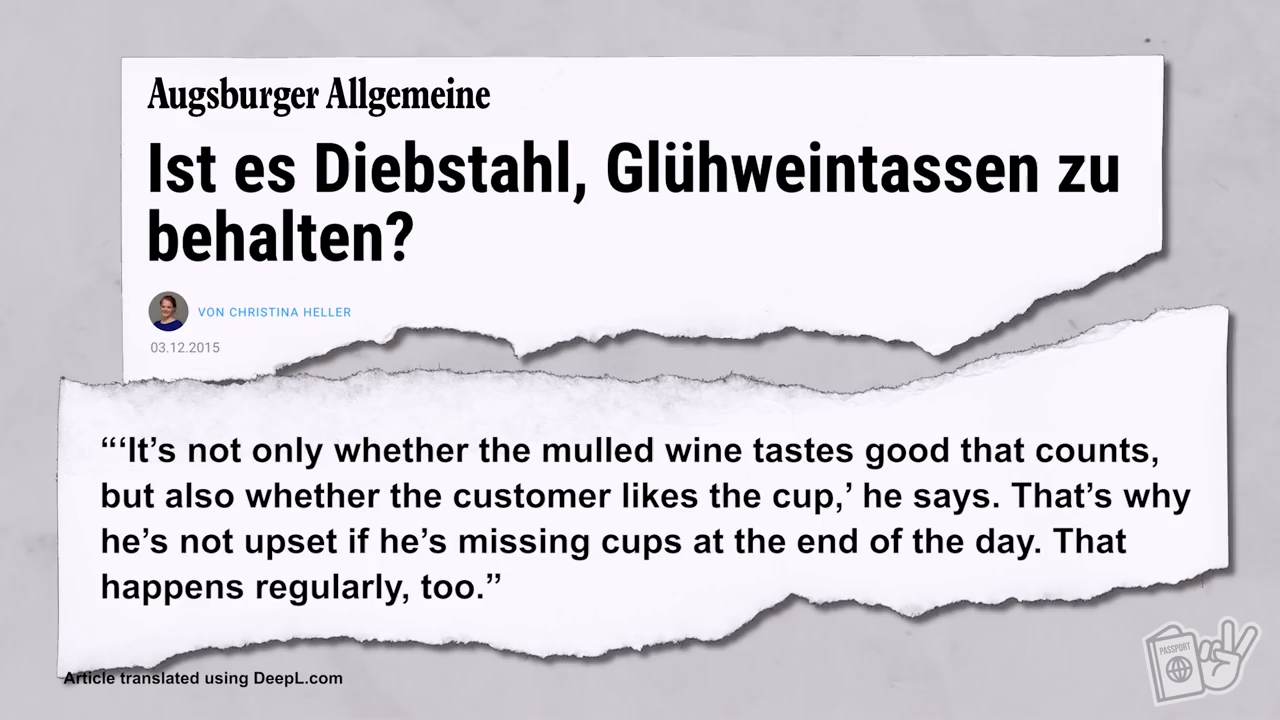 Augsburger Allgemeine
Ist es Diebstahl, Glühweintassen zu
behalten?
VON CHRISTINA HELLER
03.12.2015
“‘It’s not only whether the mulled wine tastes good that counts,
but also whether the customer likes the cup,’ he says. That’s why
he’s not upset if he’s missing cups at the end of the day. That
happens regularly, too.”
Article translated using DeepL.com
PASSPORT